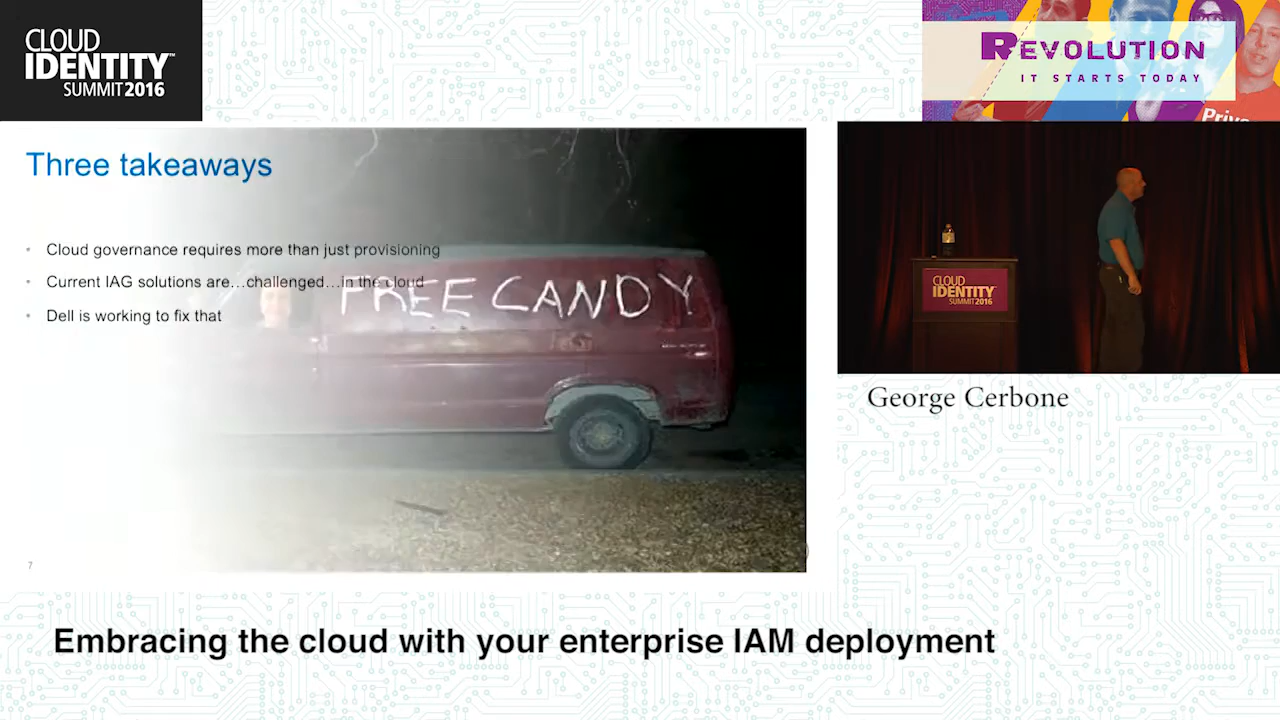 CLOUD
IDENTITY™
SUMMIT 2016
REVOLUTION
IT STARTS TODAY
Three takeaways
• Cloud governance requires more than just provisioning
• Current IAG solutions are…challenged…in the cloud
• Dell is working to fix that
FREE CANDY
7
CLOUD
IDENTITY
SUMMIT 2016
George Cerbone
Embracing the cloud with your enterprise IAM deployment